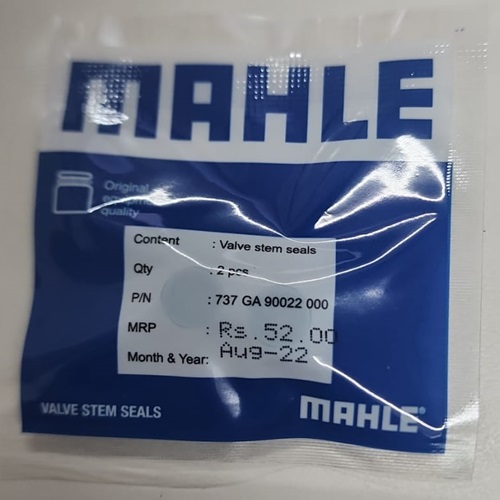 MAHLE
Original
equipment
quality
Content : Valve stem seals
Qty : 2 pcs
P/N : 737 GA 90022 000
MRP : Rs.52.00
Month & Year: Aug-22
VALVE STEM SEALS
MAHLE®